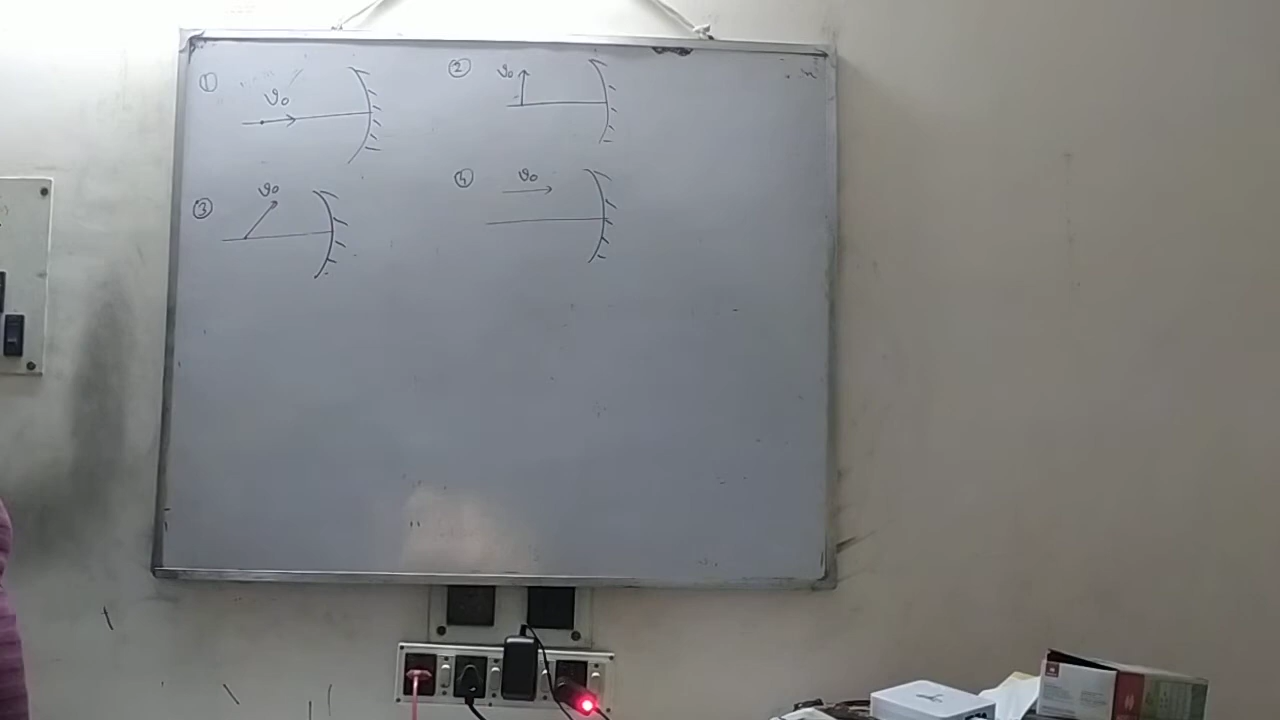 ①
v₀
②
v₀
③
v₀
④
v₀